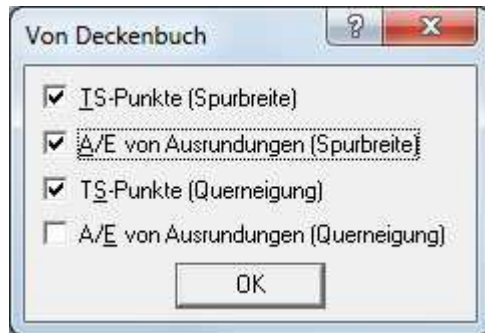 Von Deckenbuch
TS-Punkte (Spurbreite)
A/E von Ausrundungen (Spurbreite)
TS-Punkte (Querneigung)
A/E von Ausrundungen (Querneigung)
OK